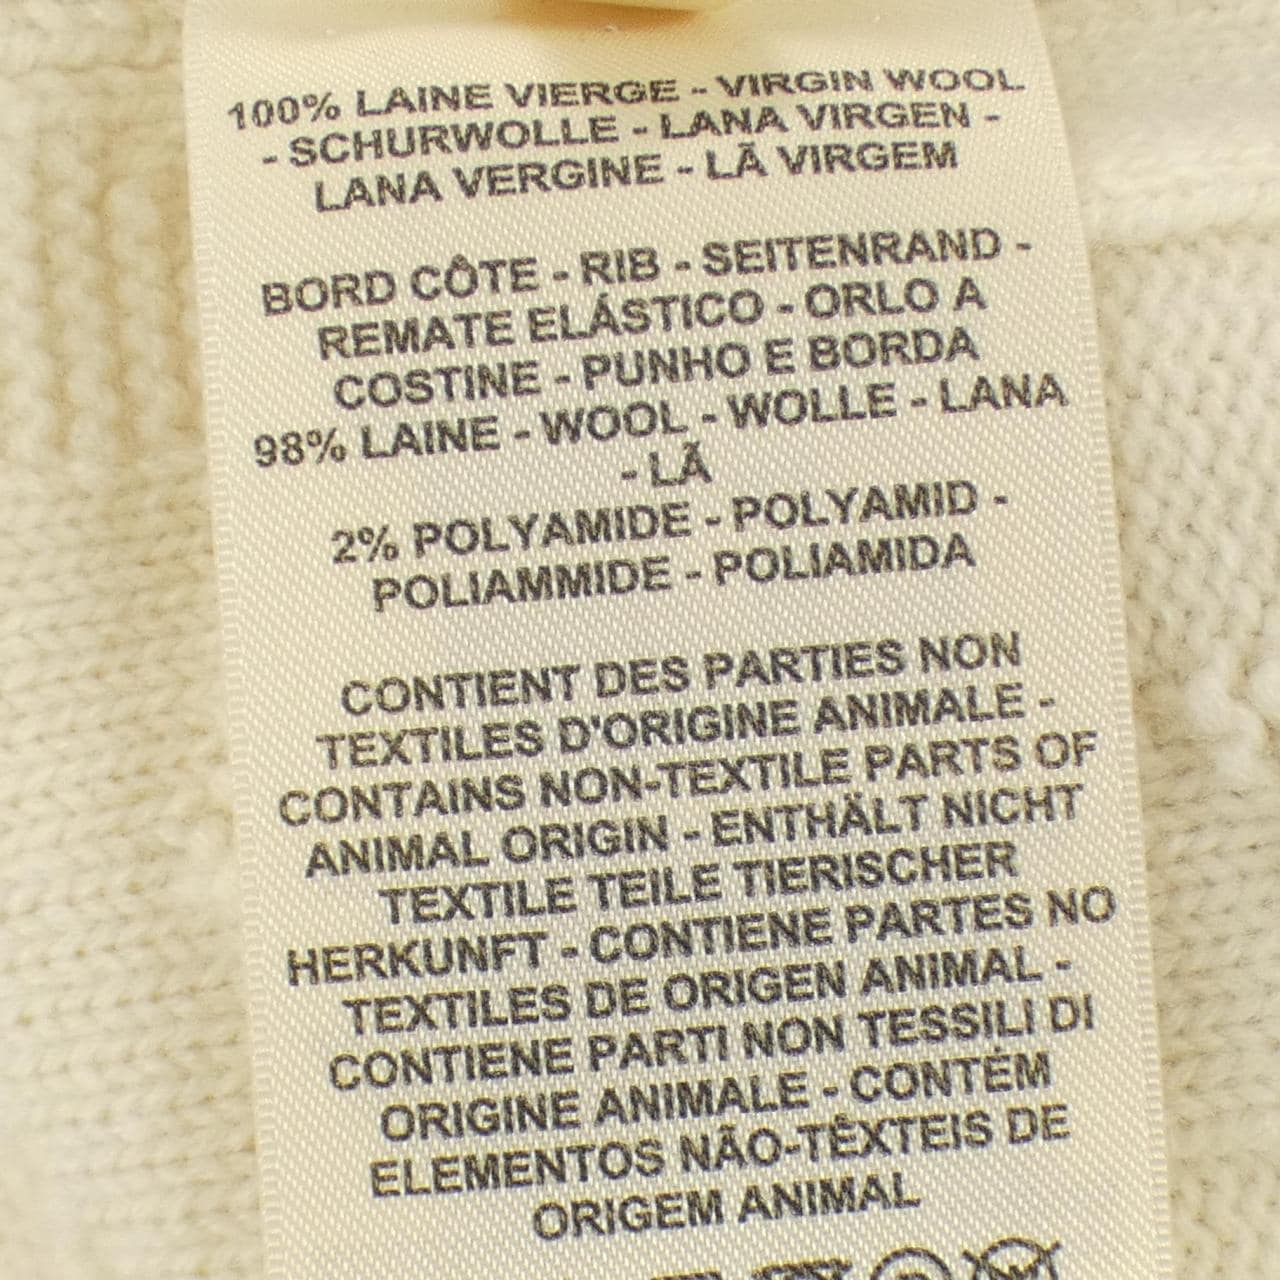 100% LAINE VIERGE - VIRGIN WOOL
- SCHURWOLLE - LANA VIRGEN -
LANA VERGINE - LÃ VIRGEM
BORD CÔTE - RIB - SEITENRAND -
REMATE ELÁSTICO - ORLO A
COSTINE - PUNHO E BORDA
98% LAINE - WOOL - WOLLE - LANA
- LÃ
2% POLYAMIDE - POLYAMID -
POLIAMMIDE - POLIAMIDA
CONTIENT DES PARTIES NON
TEXTILES D'ORIGINE ANIMALE -
CONTAINS NON-TEXTILE PARTS OF
ANIMAL ORIGIN - ENTHÄLT NICHT
TEXTILE TEILE TIERISCHER
HERKUNFT - CONTIENE PARTES NO
TEXTILES DE ORIGEN ANIMAL -
CONTIENE PARTI NON TESSILI DI
ORIGINE ANIMALE - CONTÉM
ELEMENTOS NÃO-TÊXTEIS DE
ORIGEM ANIMAL